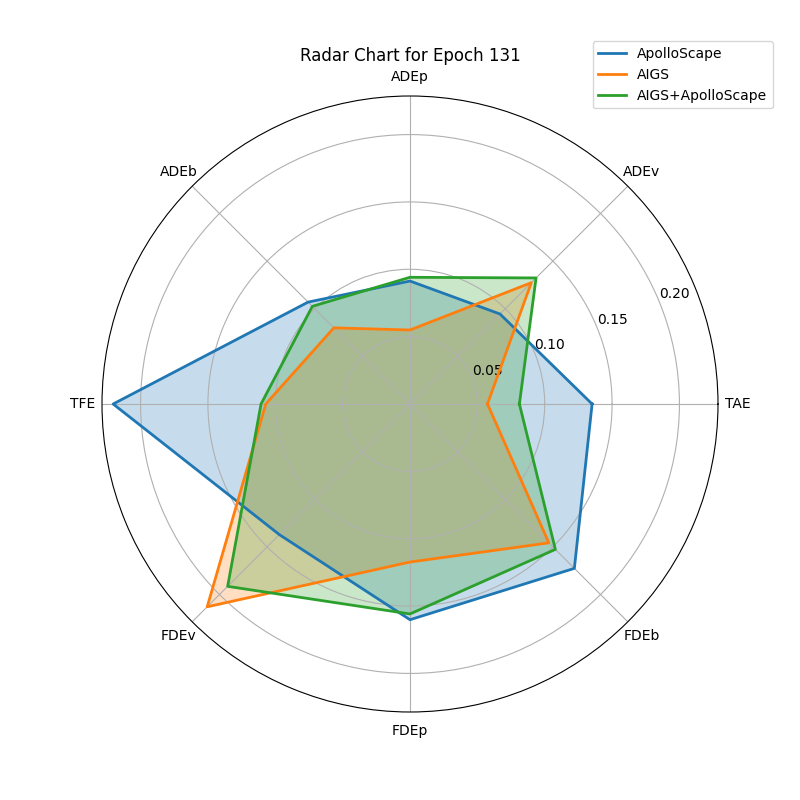 Radar Chart for Epoch 131
ApolloScape
AIGS
AIGS+ApolloScape
ADEp
ADEb
ADEv
0.20
0.15
0.10
0.05
TFE
TAE
FDEv
FDEb
FDEp